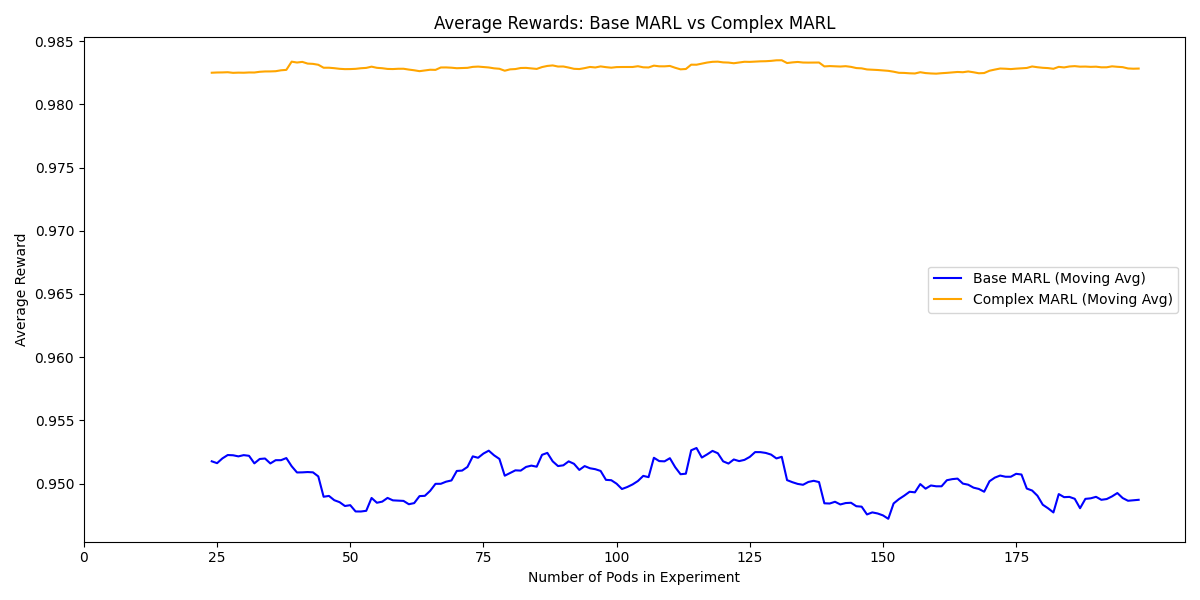 Average Rewards: Base MARL vs Complex MARL
0.985
0.980
0.975
0.970
0.965
0.960
0.955
0.950
Average Reward
Base MARL (Moving Avg)
Complex MARL (Moving Avg)
0 25 50 75 100 125 150 175
Number of Pods in Experiment